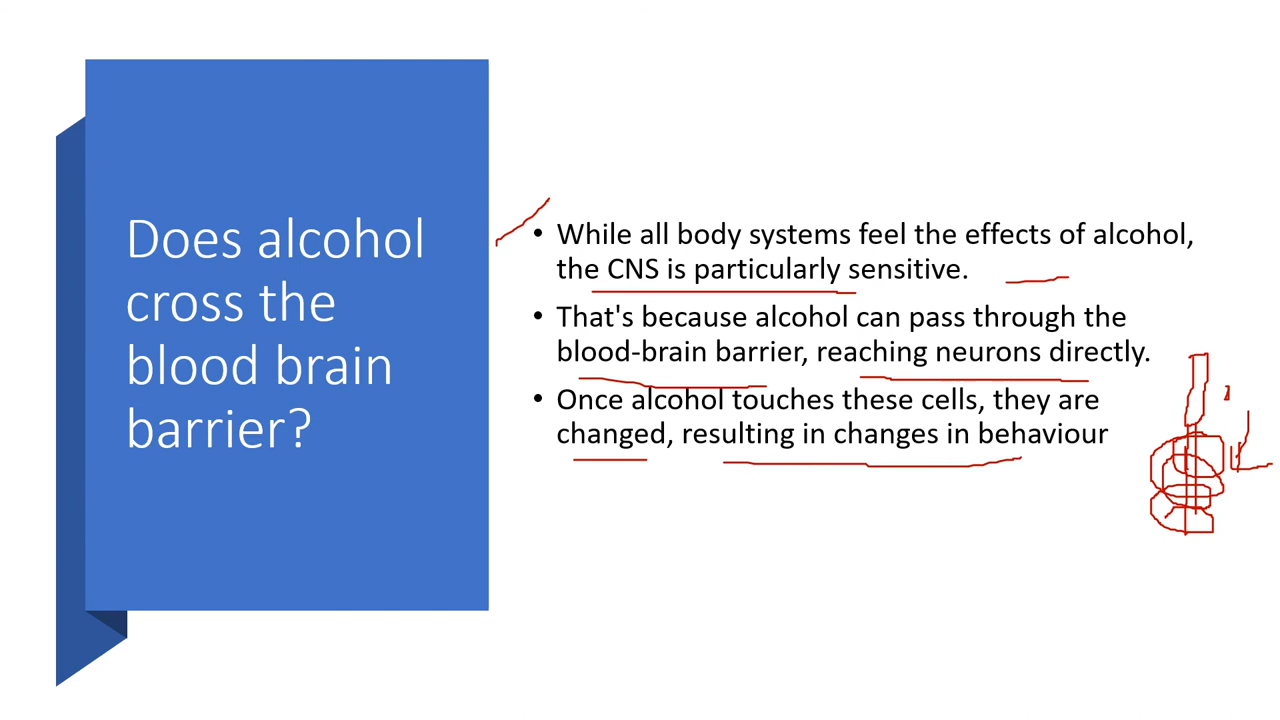 Does alcohol
cross the
blood brain
barrier?
• While all body systems feel the effects of alcohol,
the CNS is particularly sensitive.
• That's because alcohol can pass through the
blood-brain barrier, reaching neurons directly.
• Once alcohol touches these cells, they are
changed, resulting in changes in behaviour